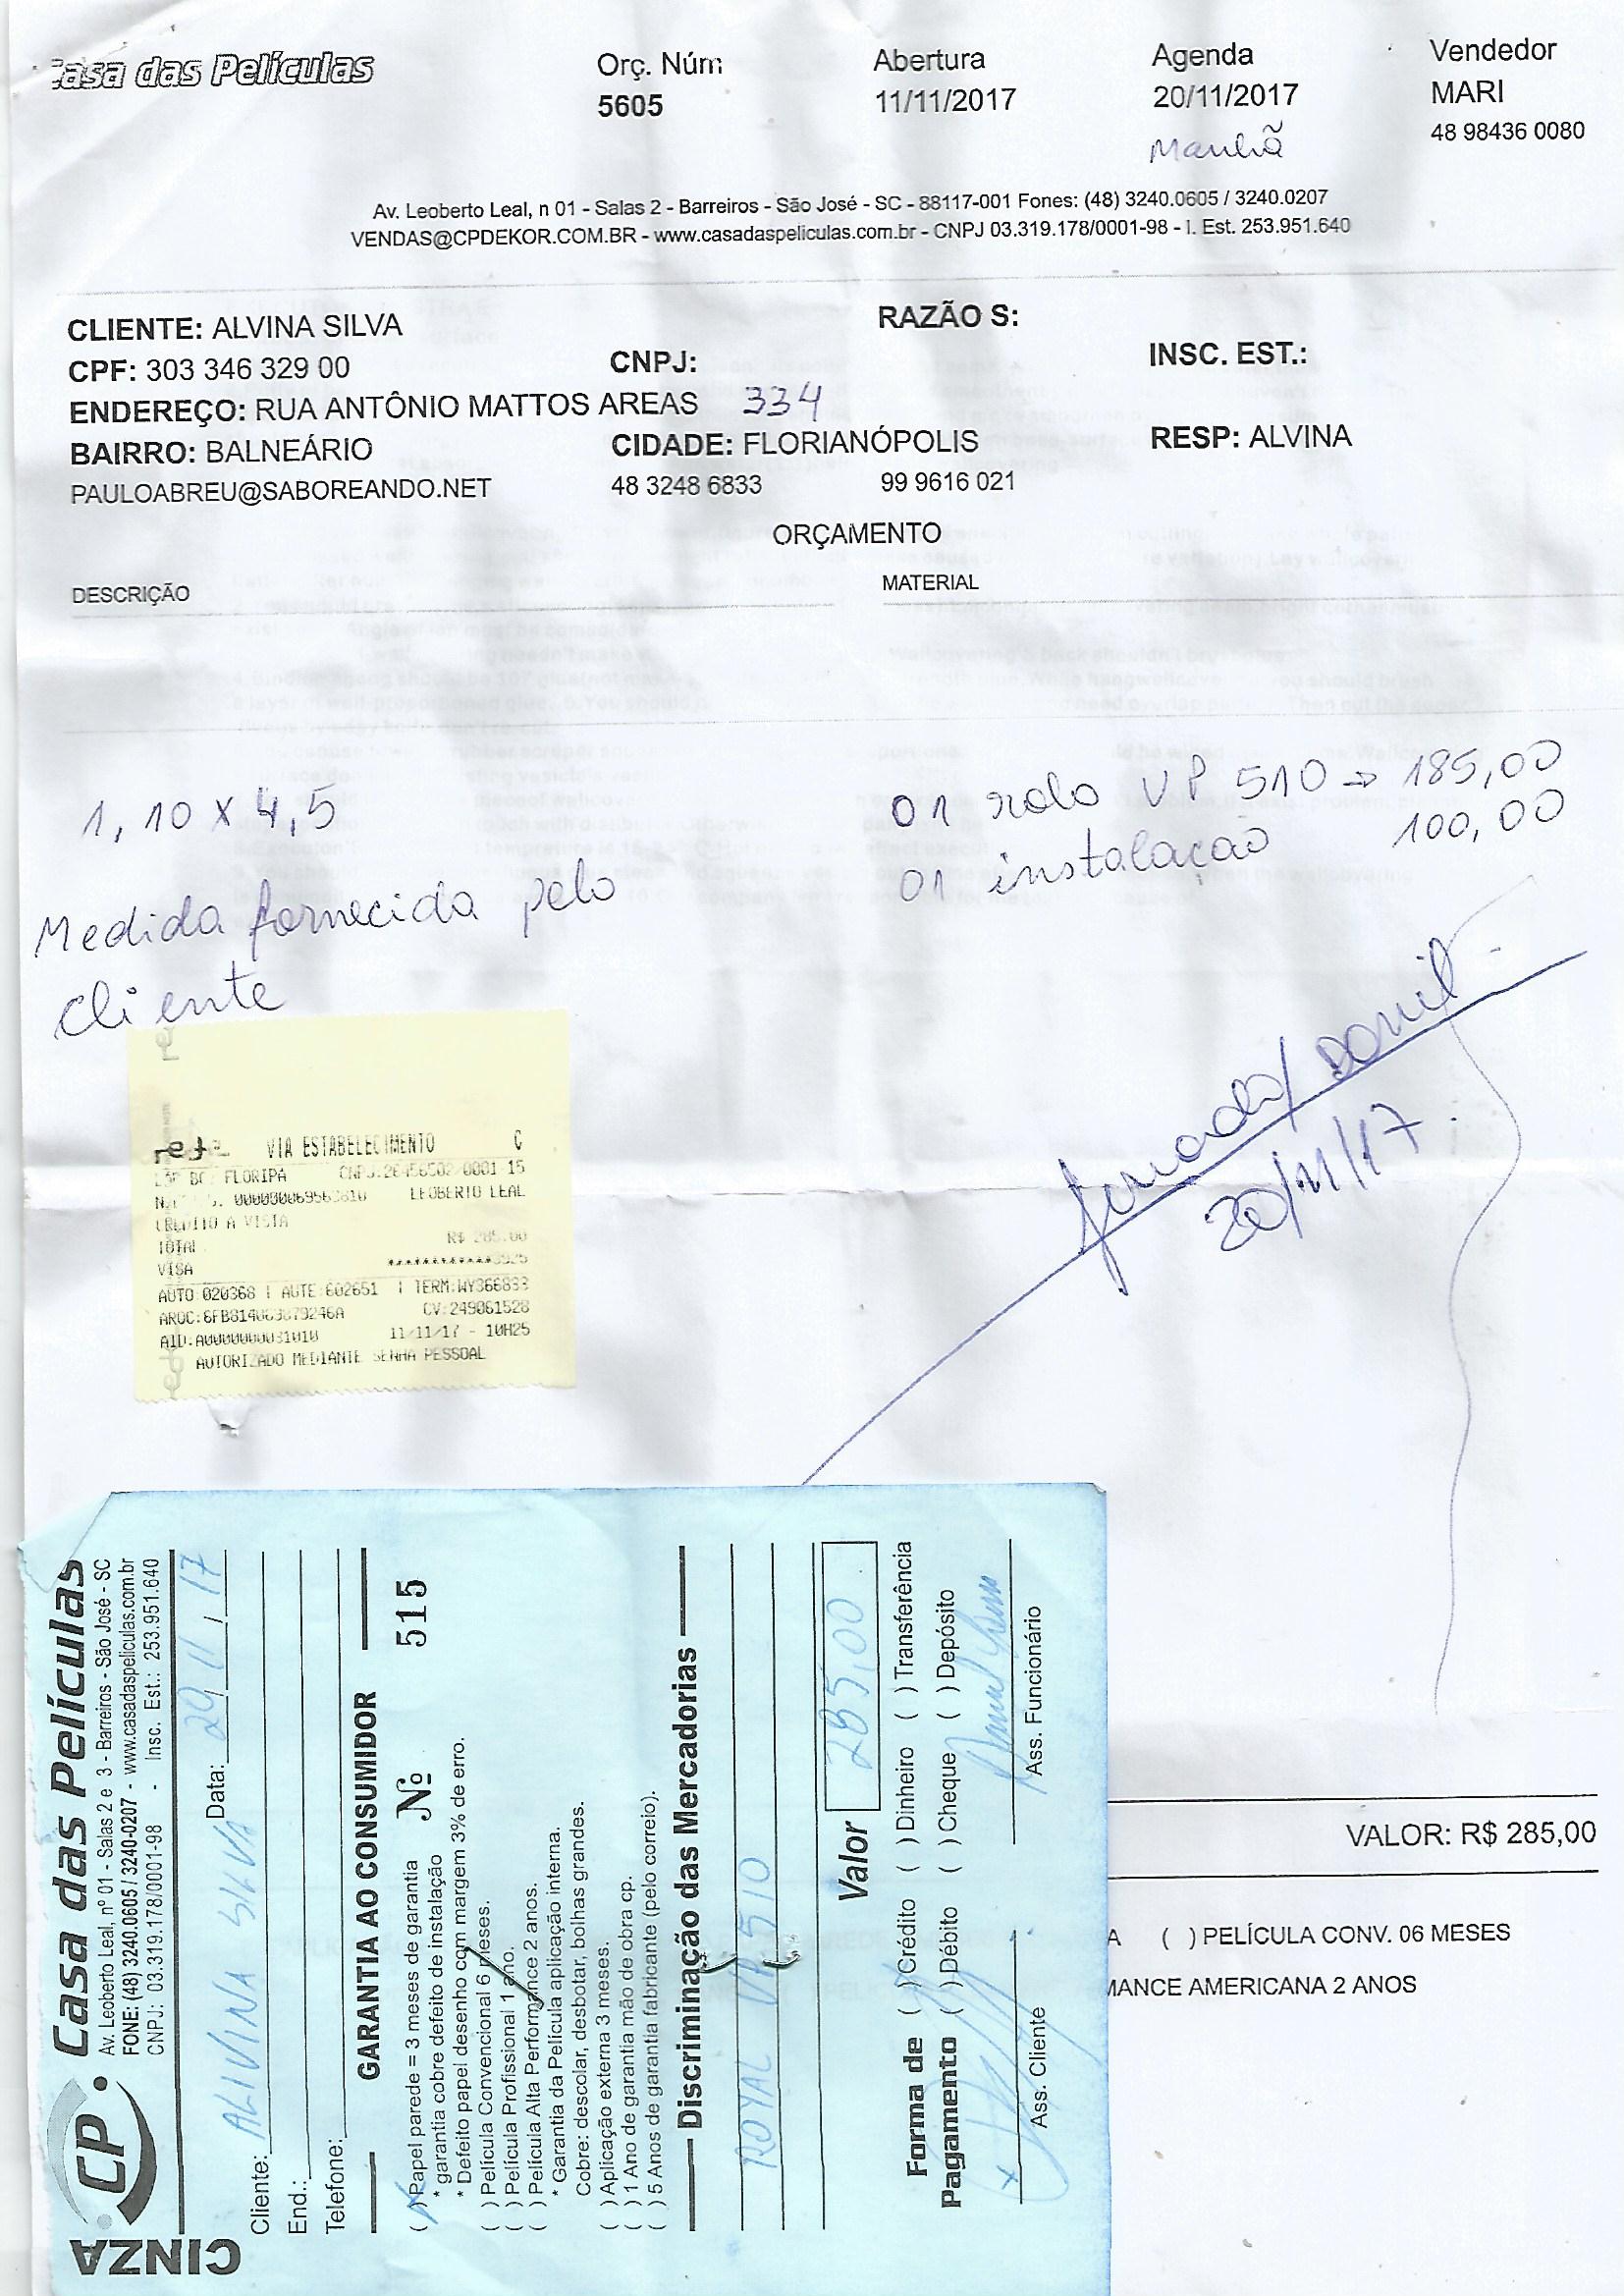 Casa das Películas
Orç. Núm Abertura Agenda Vendedor
5605 11/11/2017 20/11/2017 MARI
Manhã 48 98436 0080
Av. Leoberto Leal, n 01 - Salas 2 - Barreiros - São José - SC - 88117-001 Fones: (48) 3240.0605 / 3240.0207
VENDAS@CPDEKOR.COM.BR - www.casadaspeliculas.com.br - CNPJ 03.319.178/0001-98 - I. Est. 253.951.640
CLIENTE: ALVINA SILVA RAZÃO S:
CPF: 303 346 329 00 CNPJ: INSC. EST.:
ENDEREÇO: RUA ANTÔNIO MATTOS AREAS 334
BAIRRO: BALNEÁRIO CIDADE: FLORIANÓPOLIS RESP: ALVINA
PAULOABREU@SABOREANDO.NET 48 3248 6833 99 9616 021
ORÇAMENTO
DESCRIÇÃO MATERIAL
1,10 x 4,5 01 rolo VP 510 → 185,00
01 instalação 100,00
Medida fornecida pelo
cliente
20/11/17
VIA ESTABELECIMENTO C
FLORIPA
LEOBERTO LEAL
CREDITO A VISTA
TOTAL R$ 285.00
VISA
AUTO 020368 | AUTE 602651 | TERM:WY366833
CV:249061528
11/11/17 - 10H25
AUTORIZADO MEDIANTE SENHA PESSOAL
CINZA
CP Casa das Películas
Av. Leoberto Leal, nº 01 - Salas 2 e 3 - Barreiros - São José - SC
FONE: (48) 3240.0605 / 3240-0207 - www.casadaspeliculas.com.br
CNPJ.: 03.319.178/0001-98 - Insc. Est.: 253.951.640
Cliente: ALIVINA SILVA Data: 29/11/17
End.:
Telefone:
GARANTIA AO CONSUMIDOR
(x) Papel parede = 3 meses de garantia Nº 515
* garantia cobre defeito de instalação
* Defeito papel desenho com margem 3% de erro.
( ) Película Convencional 6 meses.
( ) Película Profissional 1 ano.
( ) Película Alta Performance 2 anos.
* Garantia da Película aplicação interna.
Cobre: descolar, desbotar, bolhas grandes.
( ) Aplicação externa 3 meses.
( ) 1 Ano de garantia mão de obra cp.
( ) 5 Anos de garantia fabricante (pelo correio).
Discriminação das Mercadorias
ROYAL VP 510
Valor 285,00
Forma de Pagamento (x) Crédito ( ) Dinheiro ( ) Transferência
( ) Débito ( ) Cheque ( ) Depósito
x
Ass. Cliente Ass. Funcionário
VALOR: R$ 285,00
A ( ) PELÍCULA CONV. 06 MESES
MANCE AMERICANA 2 ANOS